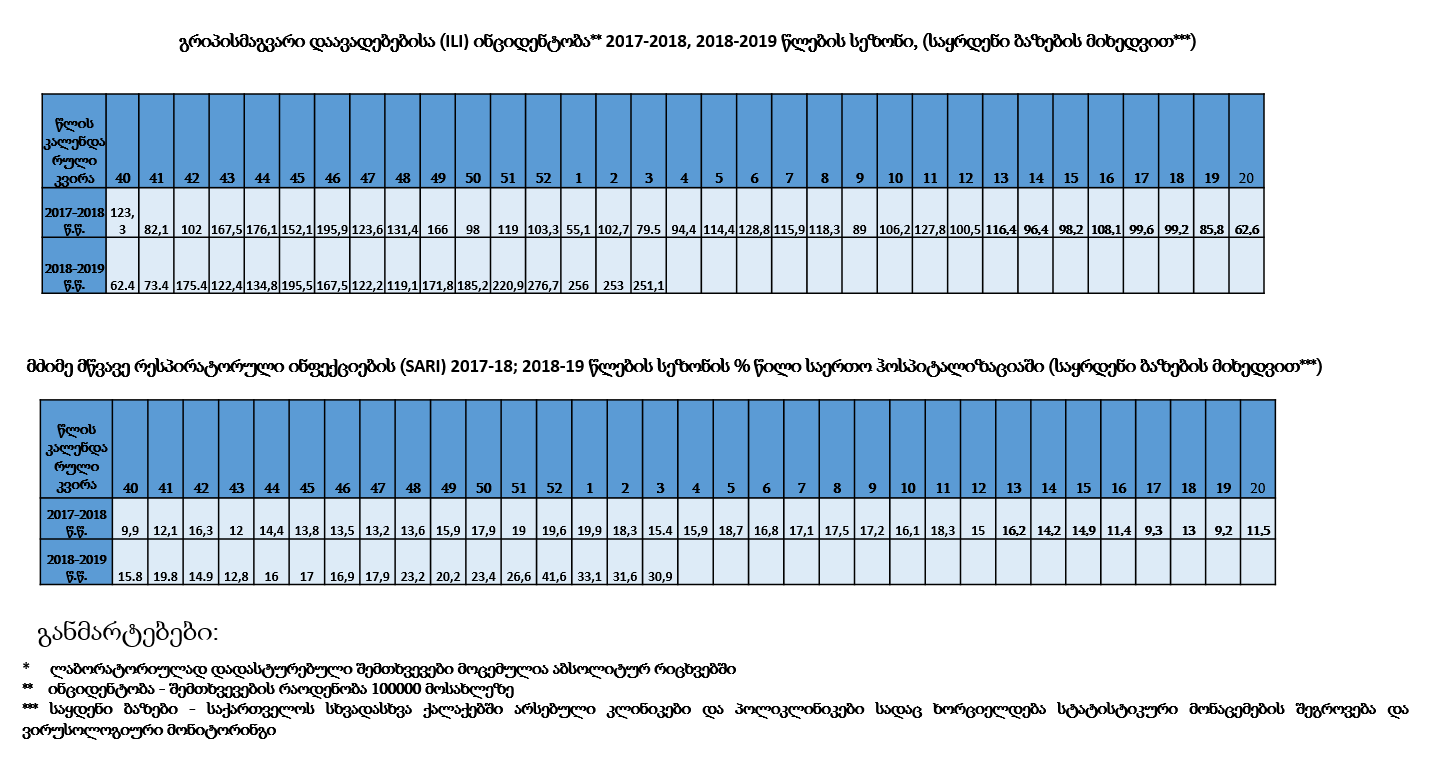 გრიპისმაგვარი დაავადებებისა (ILI) ინციდენტობა** 2017-2018, 2018-2019 წლების სეზონი, (საყრდენი ბაზების მიხედვით***)
წლის კალენდა რული კვირა 40 41 42 43 44 45 46 47 48 49 50 51 52 1 2 3 4 5 6 7 8 9 10 11 12 13 14 15 16 17 18 19 20
2017-2018 წ.წ. 123,3 82,1 102 167,5 176,1 152,1 195,9 123,6 131,4 166 98 119 103,3 55,1 102,7 79.5 94,4 114,4 128,8 115,9 118,3 89 106,2 127,8 100,5 116,4 96,4 98,2 108,1 99,6 99,2 85,8 62,6
2018-2019 წ.წ. 62.4 73.4 175.4 122,4 134,8 195,5 167,5 122,2 119,1 171,8 185,2 220,9 276,7 256 253 251,1
მძიმე მწვავე რესპირატორული ინფექციების (SARI) 2017-18; 2018-19 წლების სეზონის % წილი საერთო ჰოსპიტალიზაციაში (საყრდენი ბაზების მიხედვით***)
წლის კალენდა რული კვირა 40 41 42 43 44 45 46 47 48 49 50 51 52 1 2 3 4 5 6 7 8 9 10 11 12 13 14 15 16 17 18 19 20
2017-2018 წ.წ. 9,9 12,1 16,3 12 14,4 13,8 13,5 13,2 13,6 15,9 17,9 19 19,6 19,9 18,3 15.4 15,9 18,7 16,8 17,1 17,5 17,2 16,1 18,3 15 16,2 14,2 14,9 11,4 9,3 13 9,2 11,5
2018-2019 წ.წ. 15.8 19.8 14.9 12,8 16 17 16,9 17,9 23,2 20,2 23,4 26,6 41,6 33,1 31,6 30,9
განმარტებები:
* ლაბორატორიულად დადასტურებული შემთხვევები მოცემულია აბსოლიტურ რიცხვებში
** ინციდენტობა - შემთხვევების რაოდენობა 100000 მოსახლეზე
*** საყდენი ბაზები - საქართველოს სხვადასხვა ქალაქებში არსებული კლინიკები და პოლიკლინიკები სადაც ხორციელდება სტატისტიკური მონაცემების შეგროვება და
ვირუსოლოგიური მონიტორინგი